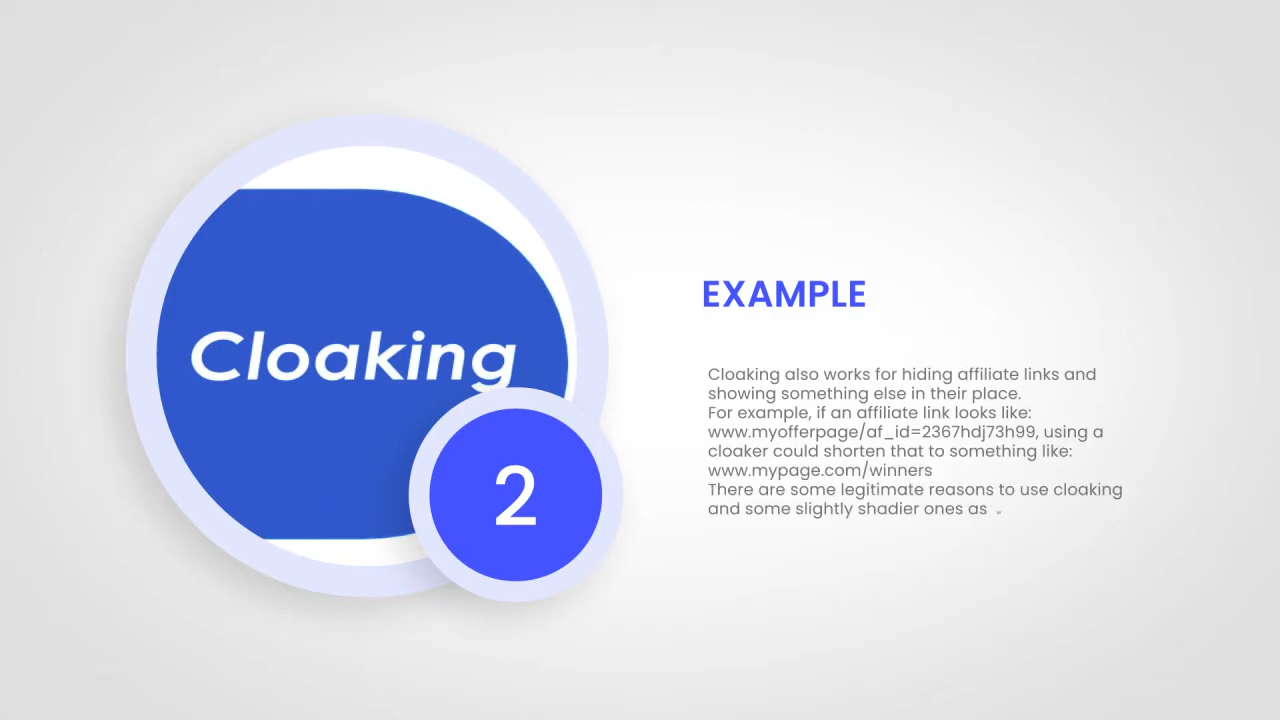 Cloaking
2
EXAMPLE
Cloaking also works for hiding affiliate links and
showing something else in their place.
For example, if an affiliate link looks like:
www.myofferpage/af_id=2367hdj73h99, using a
cloaker could shorten that to something like:
www.mypage.com/winners
There are some legitimate reasons to use cloaking
and some slightly shadier ones as